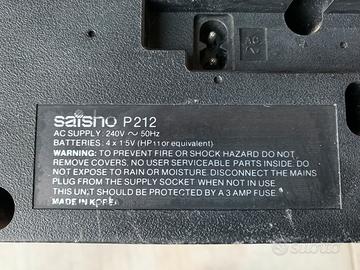 AC
saisho P212
AC SUPPLY: 240V ~ 50Hz
BATTERIES: 4 x 1·5V (HP11 or equivalent)
WARNING: TO PREVENT FIRE OR SHOCK HAZARD DO NOT
REMOVE COVERS, NO USER SERVICEABLE PARTS INSIDE. DO
NOT EXPOSE TO RAIN OR MOISTURE. DISCONNECT THE MAINS
PLUG FROM THE SUPPLY SOCKET WHEN NOT IN USE
THIS UNIT SHOULD BE PROTECTED BY A 3 AMP FUSE.
MADE IN KOREA
subito